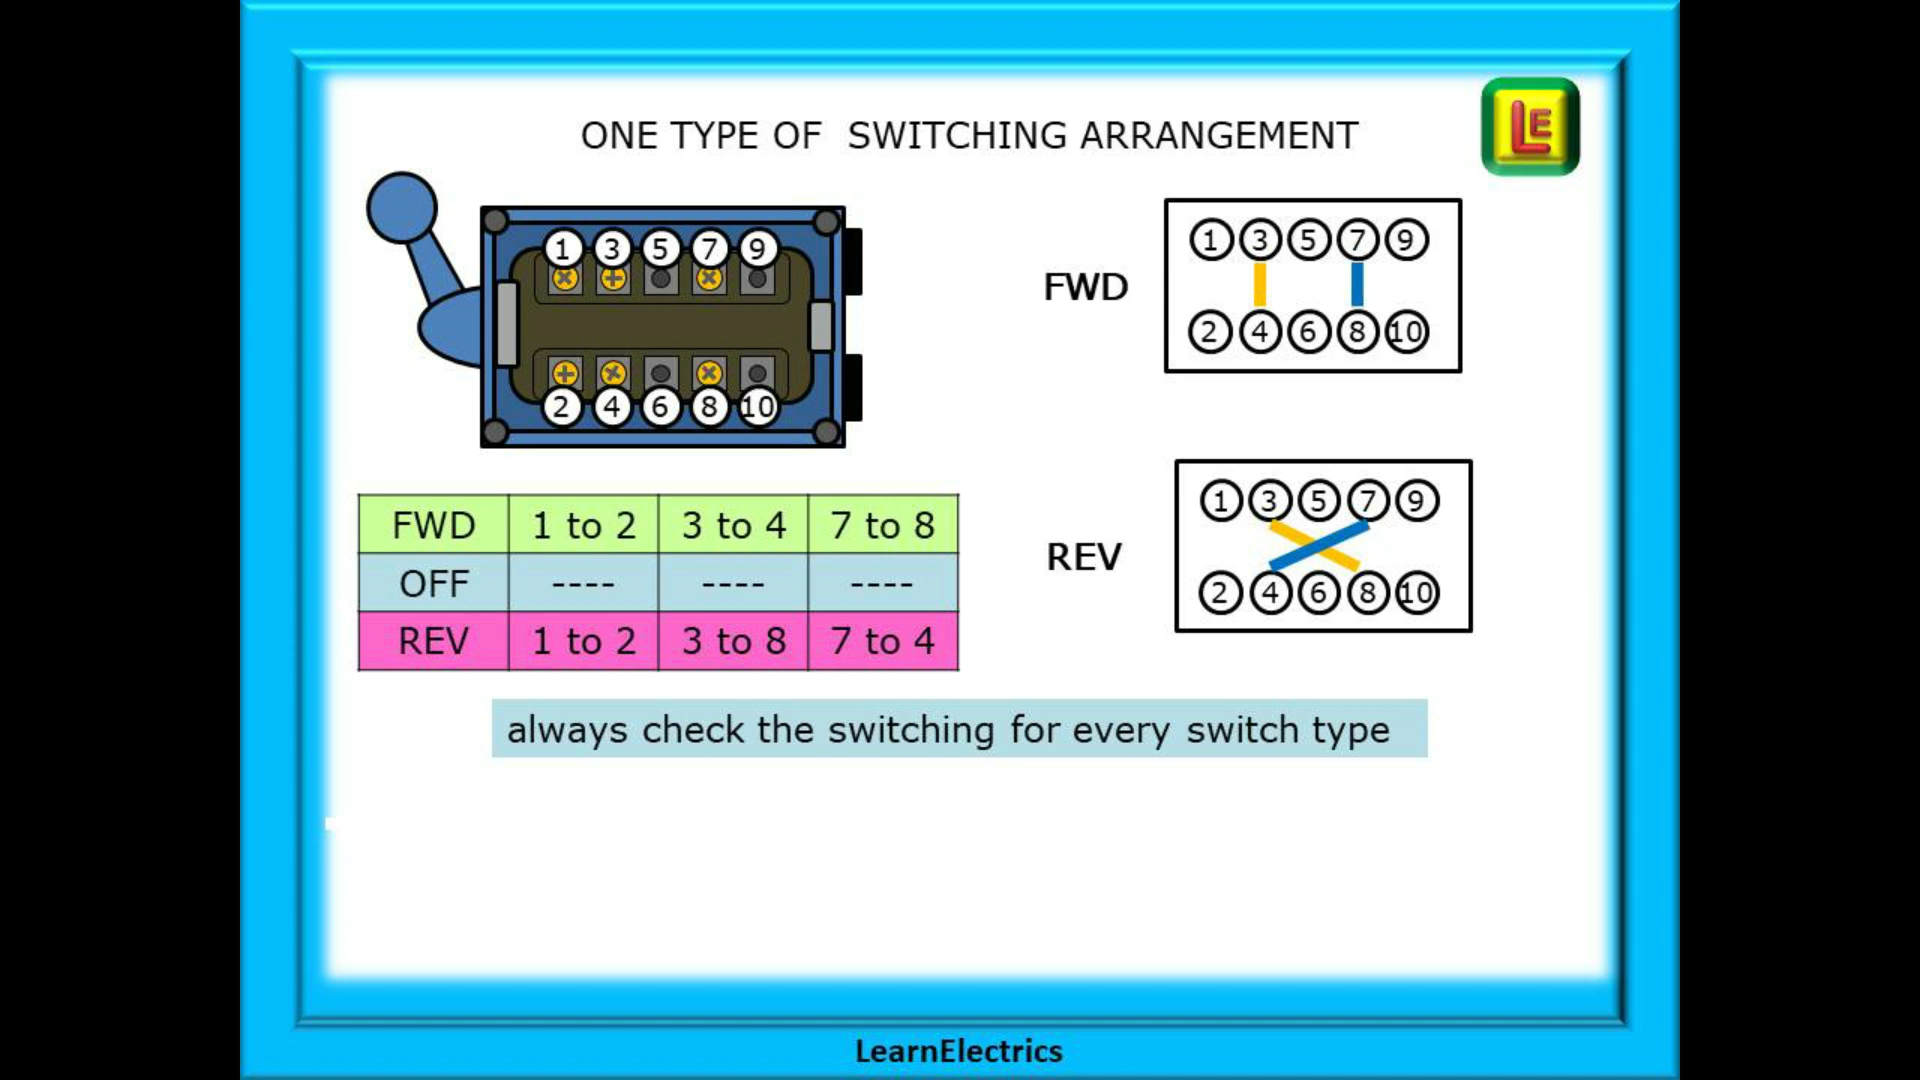 ONE TYPE OF SWITCHING ARRANGEMENT
LE
1 3 5 7 9
2 4 6 8 10
FWD
1 3 5 7 9
2 4 6 8 10
REV
1 3 5 7 9
2 4 6 8 10
FWD 1 to 2 3 to 4 7 to 8
OFF ---- ---- ----
REV 1 to 2 3 to 8 7 to 4
always check the switching for every switch type
LearnElectrics